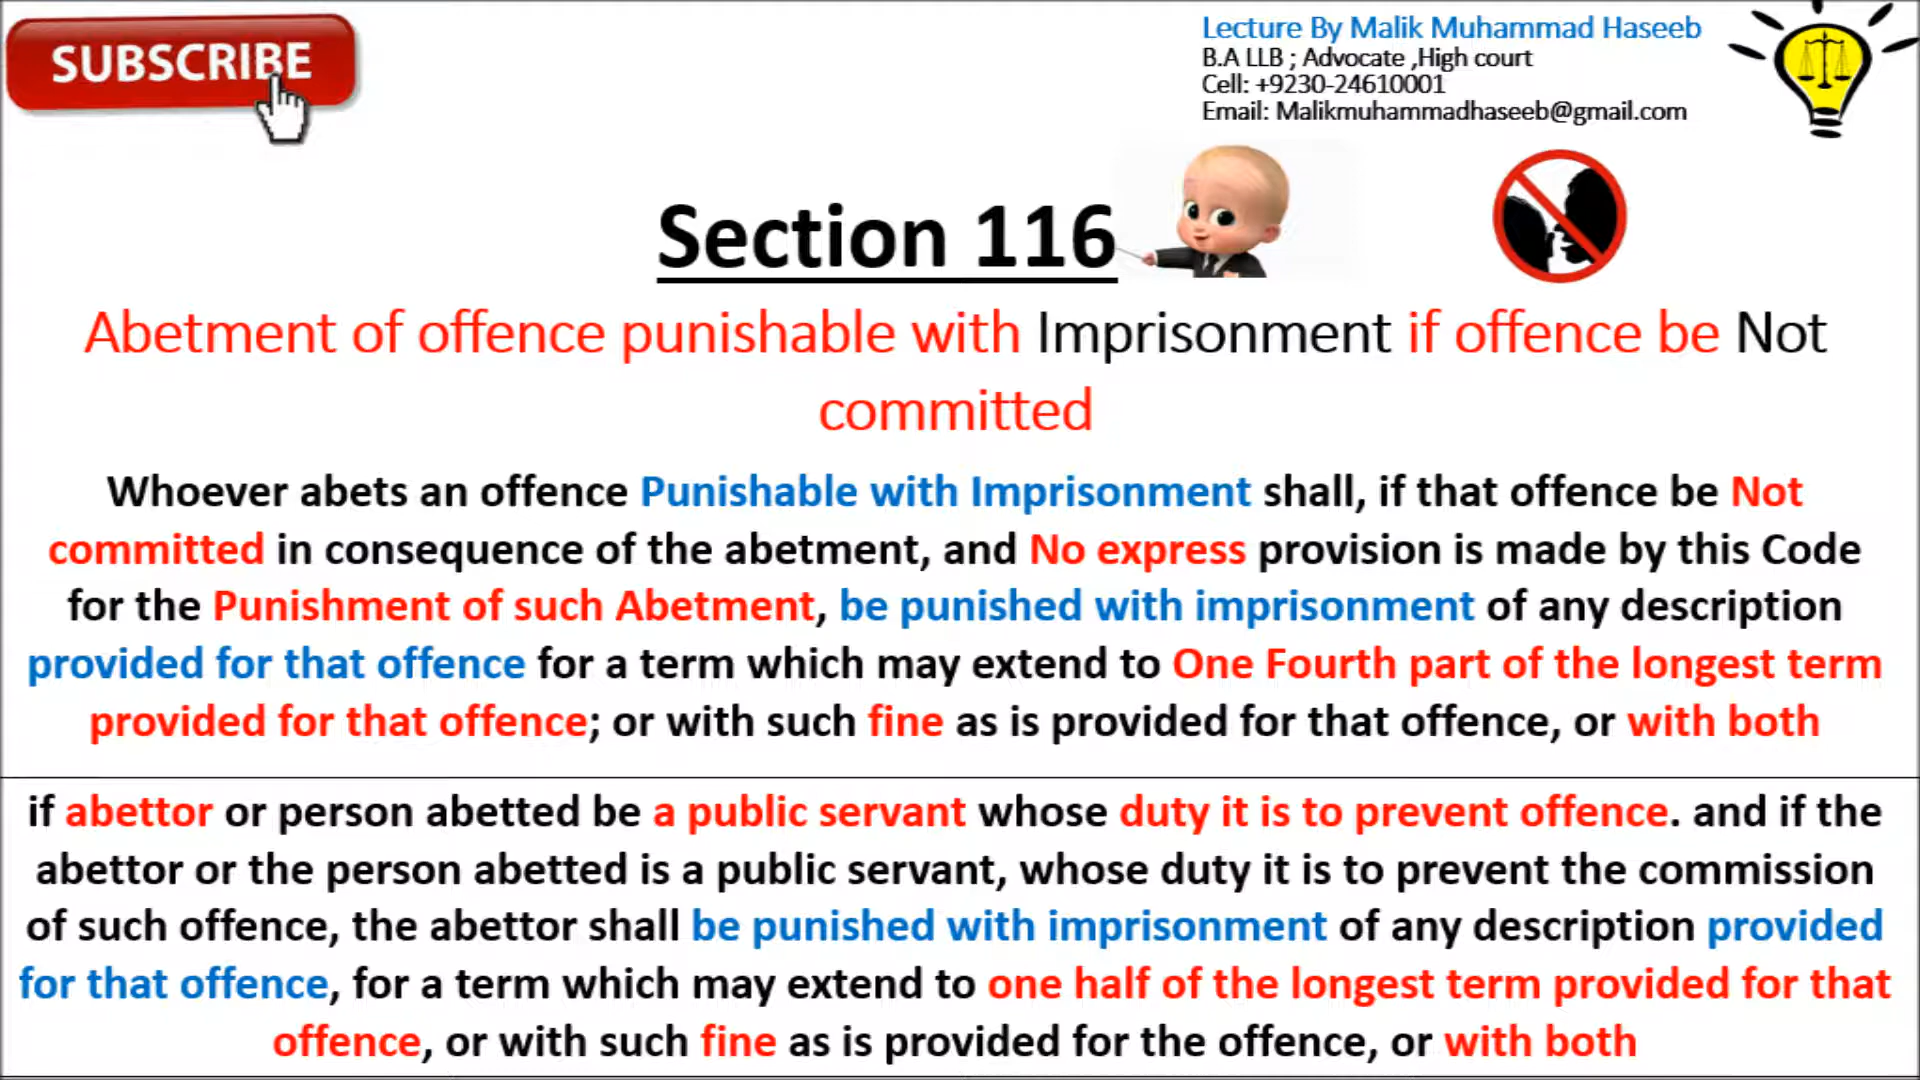 SUBSCRIBE
Lecture By Malik Muhammad Haseeb
B.A LLB ; Advocate ,High court
Cell: +9230-24610001
Email: Malikmuhammadhaseeb@gmail.com
Section 116
Abetment of offence punishable with Imprisonment if offence be Not
committed
Whoever abets an offence Punishable with Imprisonment shall, if that offence be Not
committed in consequence of the abetment, and No express provision is made by this Code
for the Punishment of such Abetment, be punished with imprisonment of any description
provided for that offence for a term which may extend to One Fourth part of the longest term
provided for that offence; or with such fine as is provided for that offence, or with both
if abettor or person abetted be a public servant whose duty it is to prevent offence. and if the
abettor or the person abetted is a public servant, whose duty it is to prevent the commission
of such offence, the abettor shall be punished with imprisonment of any description provided
for that offence, for a term which may extend to one half of the longest term provided for that
offence, or with such fine as is provided for the offence, or with both